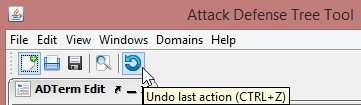 Attack Defense Tree Tool
File Edit View Windows Domains Help
ADTerm Edit
Undo last action (CTRL+Z)